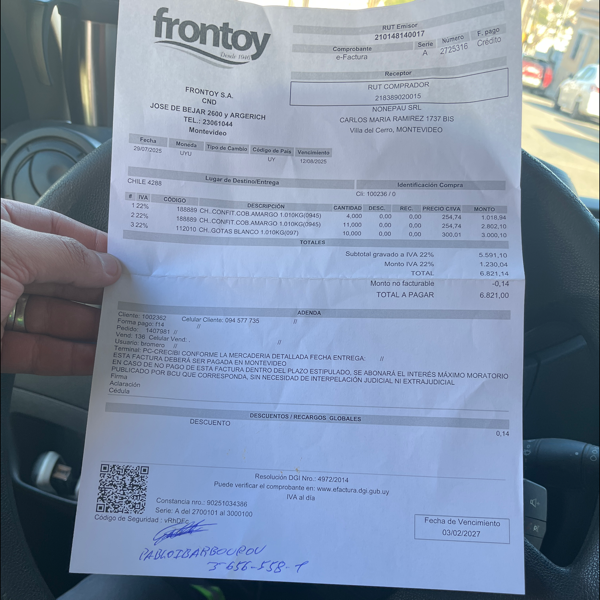 frontoy
Desde 1946
RUT Emisor
210148140017
Comprobante Serie Número F. pago
e-Factura A 2725316 Crédito
Receptor
RUT COMPRADOR
218389020015
NONEPAU SRL
CARLOS MARIA RAMIREZ 1737 BIS
Villa del Cerro, MONTEVIDEO
FRONTOY S.A.
CND
JOSE DE BEJAR 2600 y ARGERICH
TEL.: 23061044
Montevideo
Fecha Moneda Tipo de Cambio Código de País Vencimiento
29/07/2025 UYU UY 12/08/2025
Lugar de Destino/Entrega Identificacion Compra
CHILE 4268 Cli: 100236 / 0
# IVA CÓDIGO DESCRIPCIÓN CANTIDAD DESC. REC. PRECIO C/IVA MONTO
1 22% 188889 CH..CONFIT.COB.AMARGO 1.010KG(0945) 4,000 0,00 0,00 254,74 1.018,94
2 22% 188889 CH..CONFIT.COB.AMARGO 1.010KG(0945) 11,000 0,00 0,00 254,74 2.802,10
3 22% 112010 CH..GOTAS BLANCO 1.010KG(097) 10,000 0,00 0,00 300,01 3.000,10
TOTALES
Subtotal gravado a IVA 22% 5.591,10
Monto IVA 22% 1.230,04
TOTAL 6.821,14
Monto no facturable -0,14
TOTAL A PAGAR 6.821,00
ADENDA
Cliente: 1002362 Celular Cliente: 094 577 735 //
Forma pago: f14 //
Pedido: 1407981 //
Vend: 136. Celular Vend: .
Usuario: bromero //
Terminal: PC-CRECIBI CONFORME LA MERCADERIA DETALLADA FECHA ENTREGA: //
ESTA FACTURA DEBERÁ SER PAGADA EN MONTEVIDEO
EN CASO DE NO PAGO DE ESTA FACTURA DENTRO DEL PLAZO ESTIPULADO, SE ABONARÁ EL INTERÉS MÁXIMO MORATORIO
PUBLICADO POR BCU QUE CORRESPONDA, SIN NECESIDAD DE INTERPELACIÓN JUDICIAL NI EXTRAJUDICIAL
Firma
Aclaración
Cédula
DESCUENTOS / RECARGOS GLOBALES
DESCUENTO 0,14
Resolución DGI Nro.: 4972/2014
Puede verificar el comprobante en: www.efactura.dgi.gub.uy
IVA al día
Constancia nro.: 90251034386
Serie: A del 2700101 al 3000100
Código de Seguridad :
Fecha de Vencimiento
03/02/2027
3-656-558-1